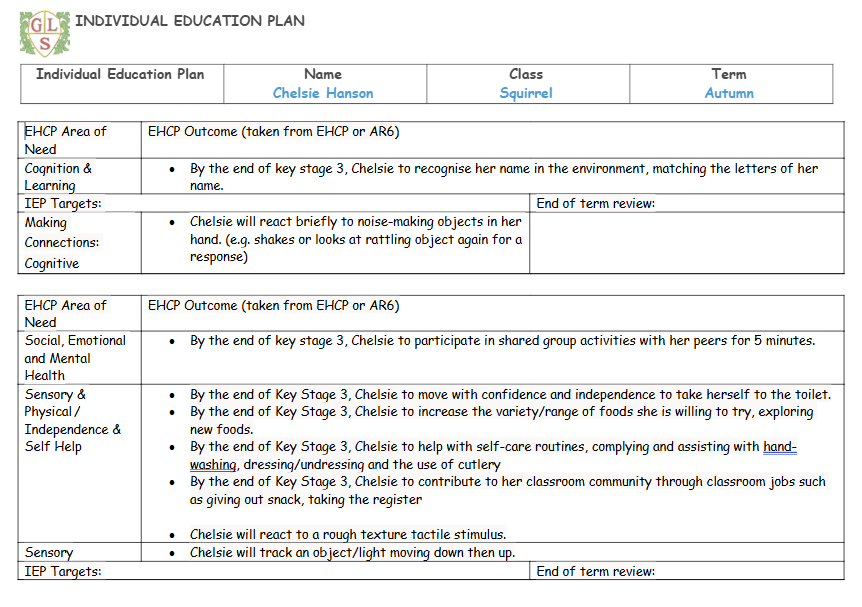 GL
S
INDIVIDUAL EDUCATION PLAN
Individual Education Plan
Name
Chelsie Hanson
Class
Squirrel
Term
Autumn
EHCP Area of
Need
EHCP Outcome (taken from EHCP or AR6)
Cognition &
Learning
• By the end of key stage 3, Chelsie to recognise her name in the environment, matching the letters of her
name.
IEP Targets:
End of term review:
Making
Connections:
Cognitive
• Chelsie will react briefly to noise-making objects in her
hand. (e.g. shakes or looks at rattling object again for a
response)
EHCP Area of
Need
EHCP Outcome (taken from EHCP or AR6)
Social, Emotional
and Mental
Health
• By the end of key stage 3, Chelsie to participate in shared group activities with her peers for 5 minutes.
Sensory &
Physical /
Independence &
Self Help
• By the end of Key Stage 3, Chelsie to move with confidence and independence to take herself to the toilet.
• By the end of Key Stage 3, Chelsie to increase the variety/range of foods she is willing to try, exploring
new foods.
• By the end of Key Stage 3, Chelsie to help with self-care routines, complying and assisting with hand-
washing, dressing/undressing and the use of cutlery
• By the end of Key Stage 3, Chelsie to contribute to her classroom community through classroom jobs such
as giving out snack, taking the register
• Chelsie will react to a rough texture tactile stimulus.
Sensory
• Chelsie will track an object/light moving down then up.
IEP Targets:
End of term review: